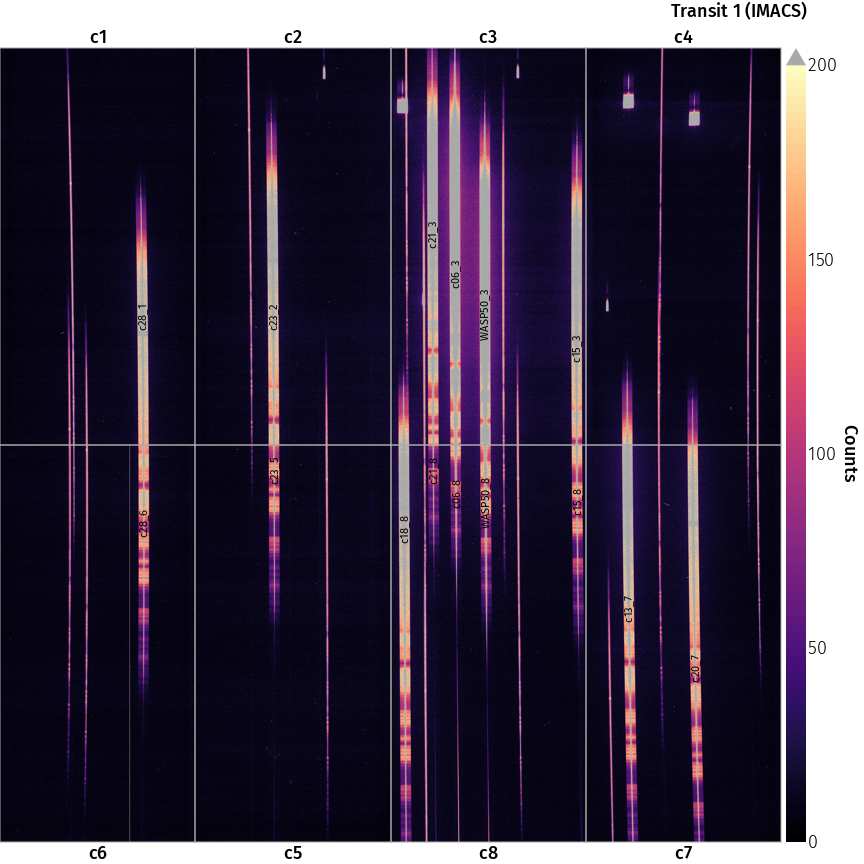 Transit 1 (IMACS)
c1 c2 c3 c4
200
c21_3
c06_3
150
c28_1 c23_2 WASP50_3
c15_3
100
Counts
c23_5 c21_8
c06_8
c28_6 WASP50_8 c15_8
c18_8
c13_7
50
c20_7
0
c6 c5 c8 c7